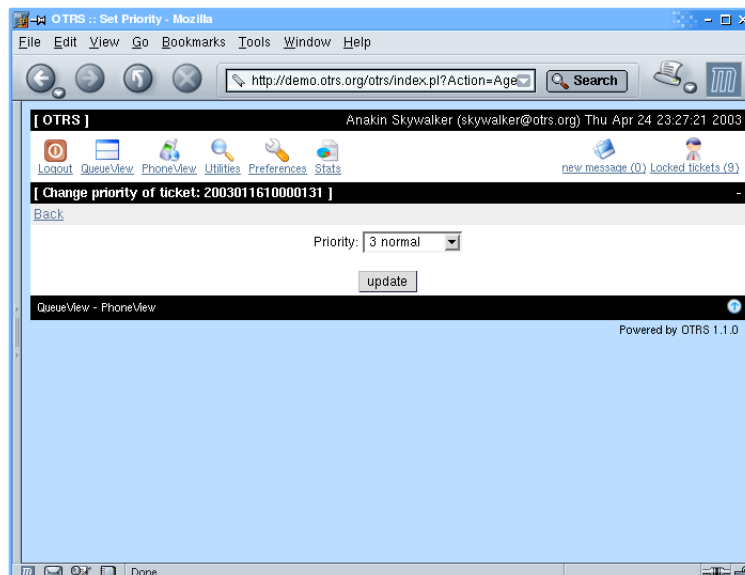 OTRS :: Set Priority - Mozilla
File Edit View Go Bookmarks Tools Window Help
http://demo.otrs.org/otrs/index.pl?Action=Age
Search
[ OTRS ] Anakin Skywalker (skywalker@otrs.org) Thu Apr 24 23:27:21 2003
Logout QueueView PhoneView Utilities Preferences Stats new message (0) Locked tickets (9)
[ Change priority of ticket: 2003011610000131 ] -
Back
Priority: 3 normal
update
QueueView - PhoneView
Powered by OTRS 1.1.0
Done